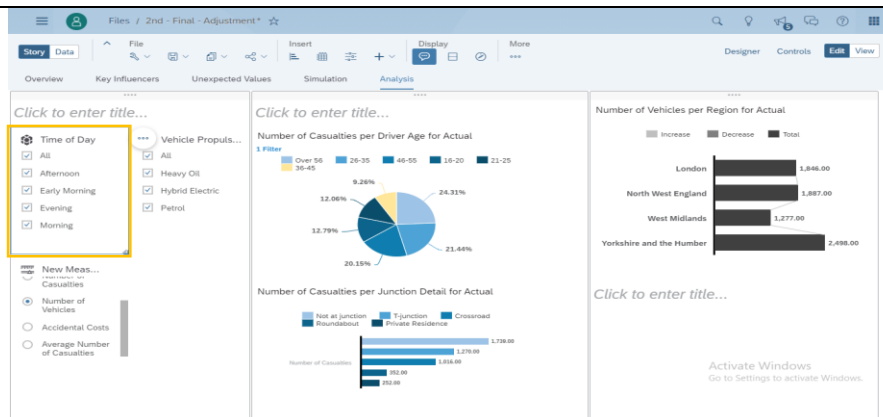 Files / 2nd - Final - Adjustment*
Story Data
File
Insert
Display
More
Designer Controls Edit View
Overview Key Influencers Unexpected Values Simulation Analysis
Click to enter title...
Time of Day
All
Afternoon
Early Morning
Evening
Morning
Vehicle Propuls...
All
Heavy Oil
Hybrid Electric
Petrol
New Meas...
Number of
Casualties
Number of
Vehicles
Accidental Costs
Average Number
of Casualties
Click to enter title...
Number of Casualties per Driver Age for Actual
1 Filter
Over 56 26-35 46-55 16-20 21-25
36-45
9.26%
24.31%
12.06%
12.79%
21.44%
20.15%
Number of Casualties per Junction Detail for Actual
Not at junction T-junction Crossroad
Roundabout Private Residence
1,739.00
1,270.00
Number of Casualties 1,016.00
352.00
252.00
Number of Vehicles per Region for Actual
Increase Decrease Total
London 1,846.00
North West England 1,887.00
West Midlands 1,277.00
Yorkshire and the Humber 2,498.00
Click to enter title...
Activate Windows
Go to Settings to activate Windows.